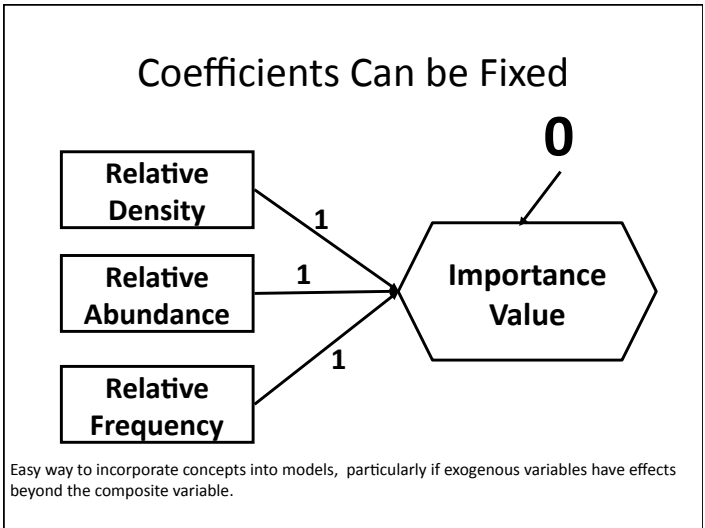 Coefficients Can be Fixed
0
Relative
Density
1
Relative
Abundance
1
Importance
Value
1
Relative
Frequency
Easy way to incorporate concepts into models, particularly if exogenous variables have effects
beyond the composite variable.